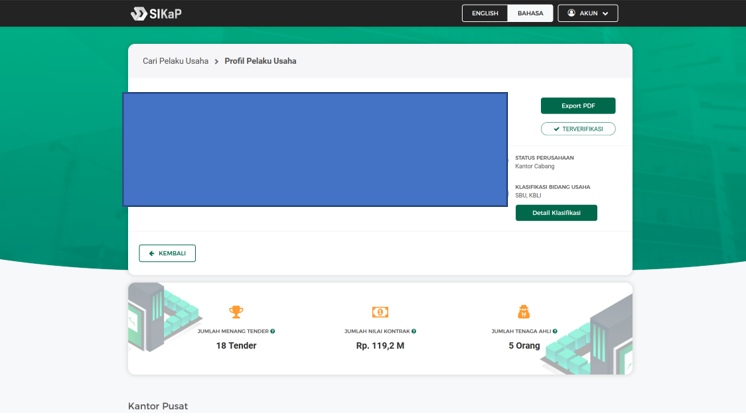 SIKaP
ENGLISH
BAHASA
AKUN
Cari Pelaku Usaha > Profil Pelaku Usaha
Export PDF
TERVERIFIKASI
STATUS PERUSAHAAN
Kantor Cabang
KLASIFIKASI BIDANG USAHA
SBU, KBLI
Detail Klasifikasi
KEMBALI
JUMLAH MENANG TENDER
18 Tender
JUMLAH NILAI KONTRAK
Rp. 119,2 M
JUMLAH TENAGA AHLI
5 Orang
Kantor Pusat